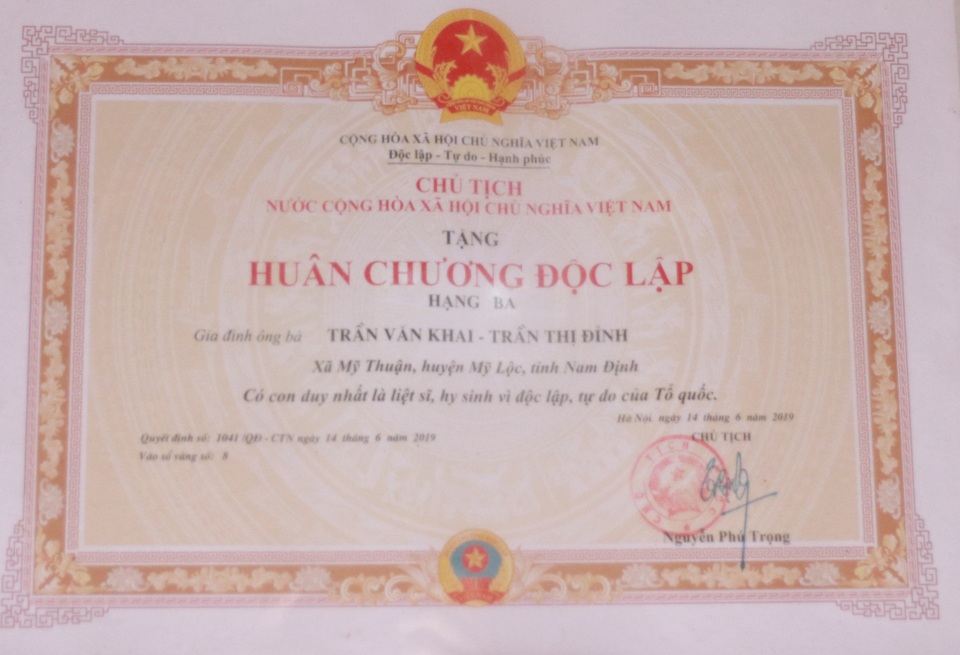 CỘNG HÒA XÃ HỘI CHỦ NGHĨA VIỆT NAM
Độc lập - Tự do - Hạnh phúc
CHỦ TỊCH
NƯỚC CỘNG HÒA XÃ HỘI CHỦ NGHĨA VIỆT NAM
TẶNG
HUÂN CHƯƠNG ĐỘC LẬP
HẠNG BA
Gia đình ông bà TRẦN VĂN KHAI - TRẦN THỊ ĐÌNH
Xã Mỹ Thuận, huyện Mỹ Lộc, tỉnh Nam Định
Có con duy nhất là liệt sĩ, hy sinh vì độc lập, tự do của Tổ quốc.
Hà Nội, ngày 14 tháng 6 năm 2019
Quyết định số: 1041 /QĐ - CTN ngày 14 tháng 6 năm 2019
CHỦ TỊCH
Vào sổ vàng số: 8
Nguyễn Phú Trọng